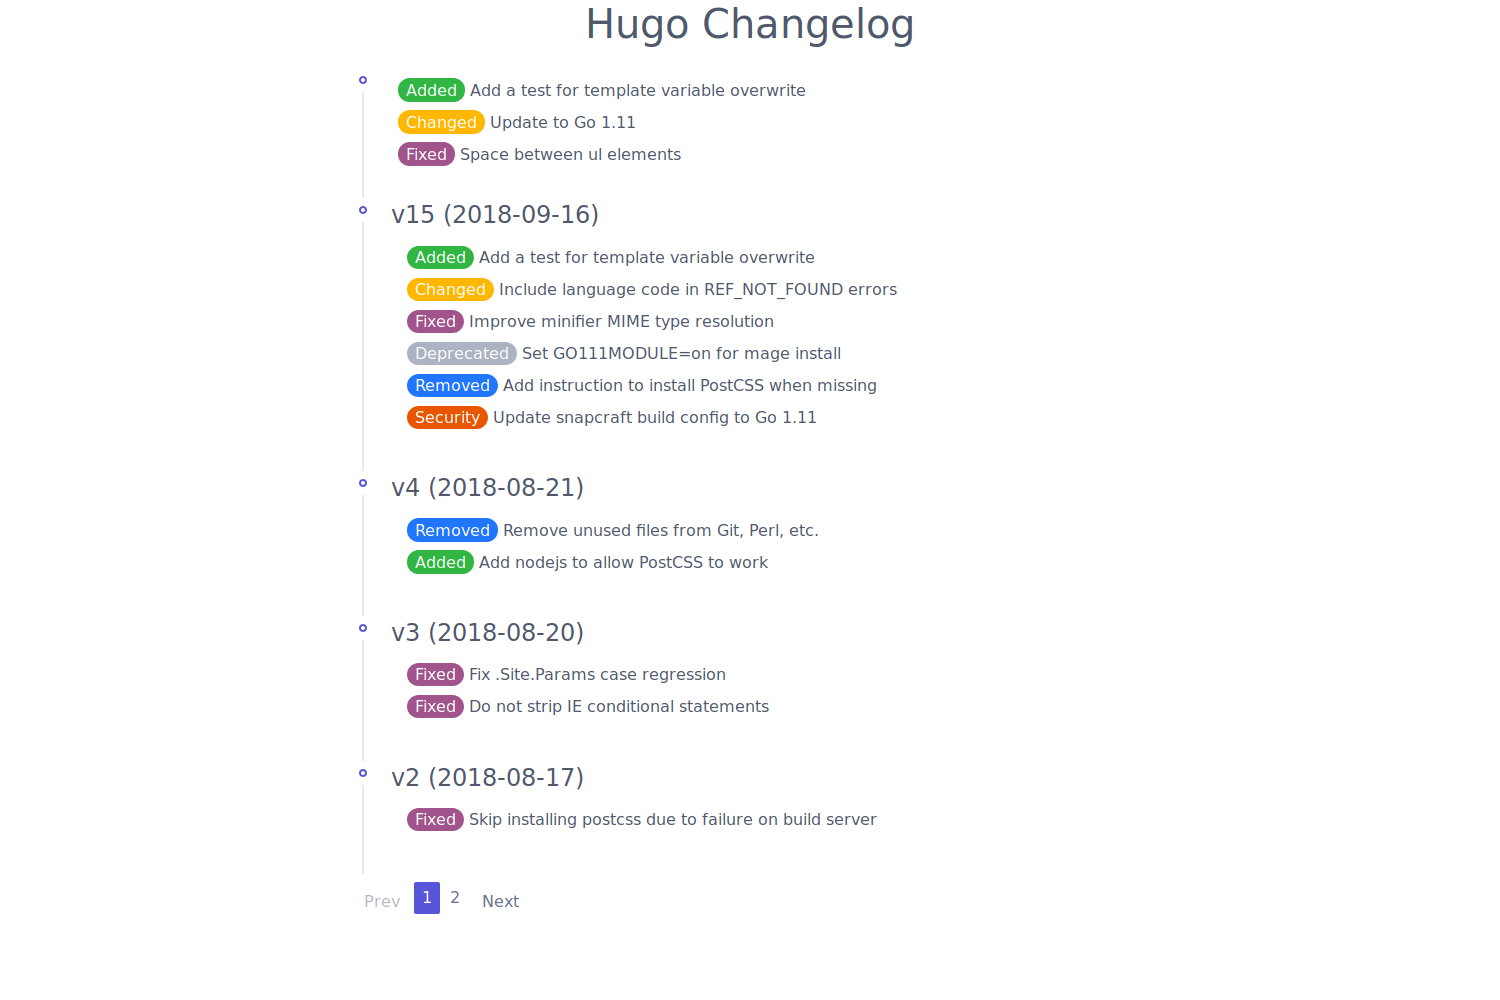 Hugo Changelog
Added Add a test for template variable overwrite
Changed Update to Go 1.11
Fixed Space between ul elements
v15 (2018-09-16)
Added Add a test for template variable overwrite
Changed Include language code in REF_NOT_FOUND errors
Fixed Improve minifier MIME type resolution
Deprecated Set GO111MODULE=on for mage install
Removed Add instruction to install PostCSS when missing
Security Update snapcraft build config to Go 1.11
v4 (2018-08-21)
Removed Remove unused files from Git, Perl, etc.
Added Add nodejs to allow PostCSS to work
v3 (2018-08-20)
Fixed Fix .Site.Params case regression
Fixed Do not strip IE conditional statements
v2 (2018-08-17)
Fixed Skip installing postcss due to failure on build server
Prev 1 2 Next